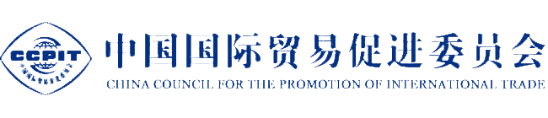 CCPIT
中国国际贸易促进委员会
CHINA COUNCIL FOR THE PROMOTION OF INTERNATIONAL TRADE